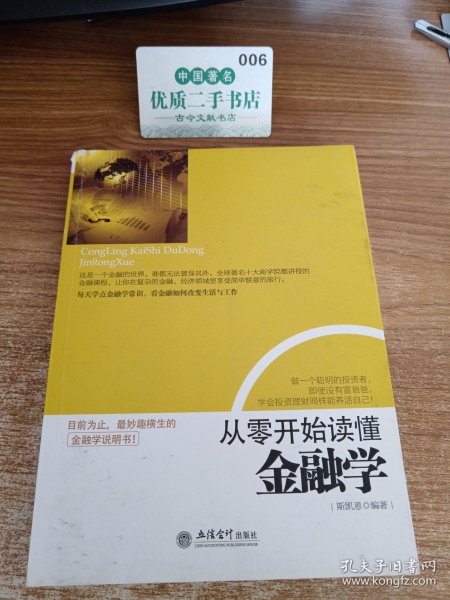 006
中国著名
优质二手书店
古今文献书店
CongLing KaiShi DuDong
JinRongXue
这是一个金融的世界，谁都无法置身其外，全球著名十大商学院都讲授的
金融课程，让你在复杂的金融、经济领域里享受简单惬意的旅行。
每天学点金融学常识，看金融如何改变生活与工作
做一个聪明的投资者，
即便没有富爸爸，
学会投资理财照样能养活自己！
目前为止，最妙趣横生的
金融学说明书！
从零开始读懂
金融学
斯凯恩◎编著
立信会计出版社
LIXIN ACCOUNTING PUBLISHING HOUSE
孔夫子旧书网
www.kongfz.com